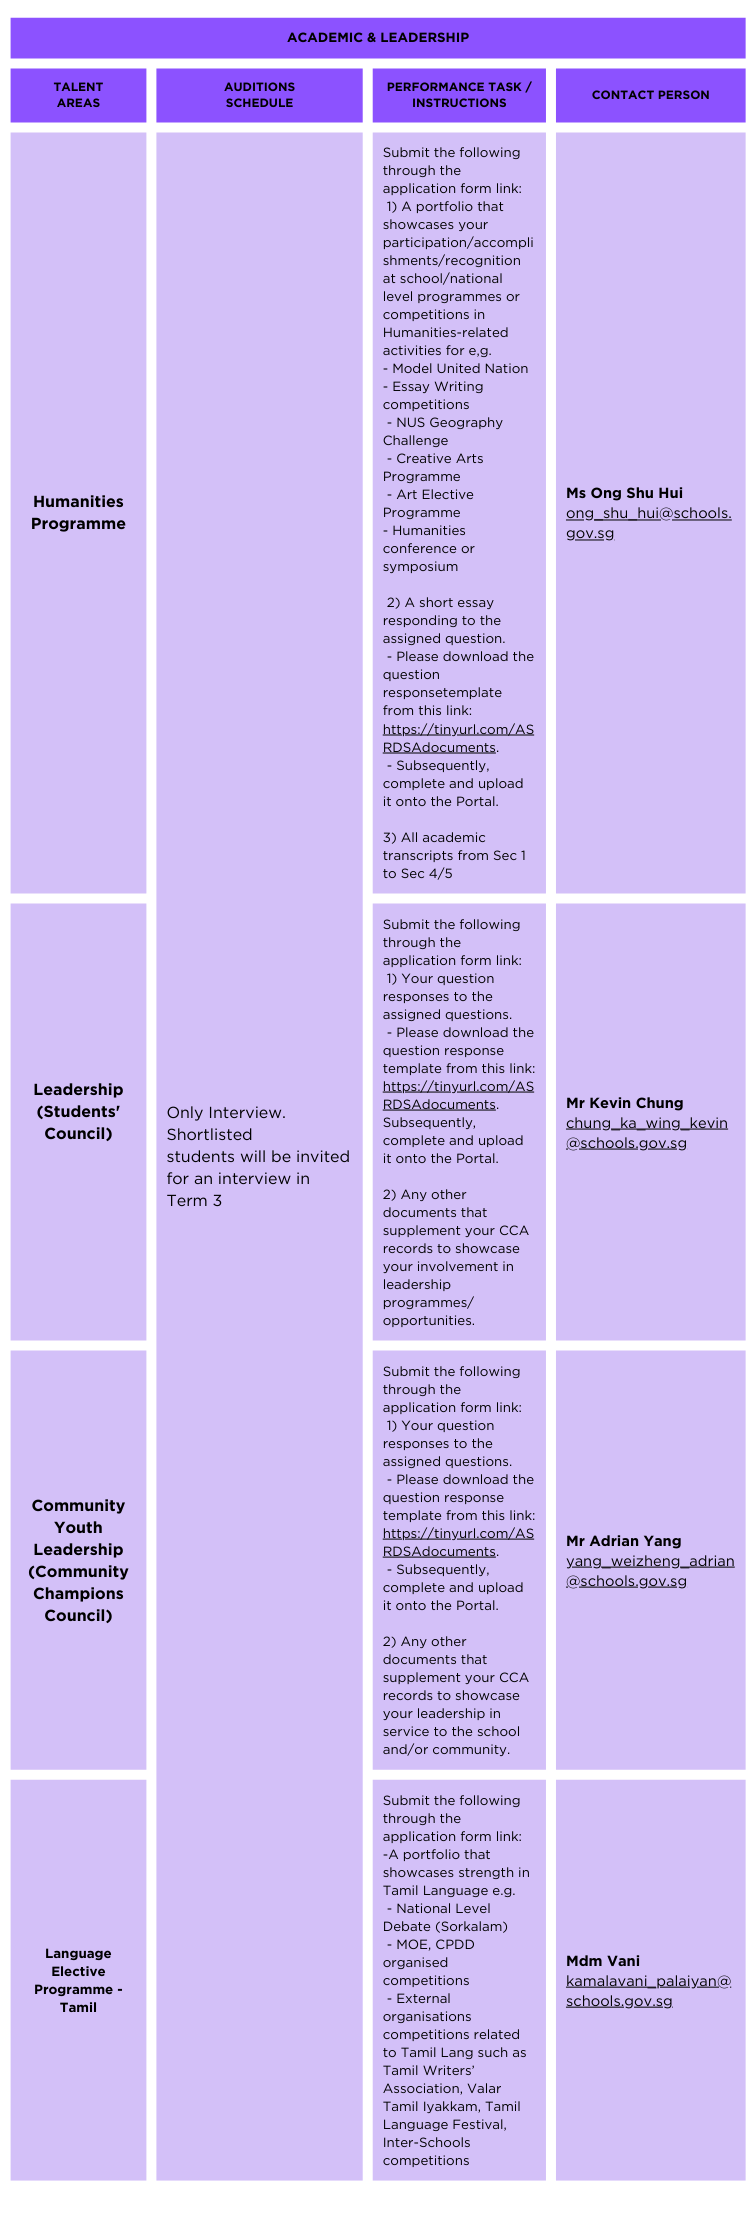 ACADEMIC & LEADERSHIP
TALENT
AREAS
AUDITIONS
SCHEDULE
PERFORMANCE TASK /
INSTRUCTIONS
CONTACT PERSON
Humanities
Programme
Submit the following
through the
application form link:
1) A portfolio that
showcases your
participation/accompli
shments/recognition
at school/national
level programmes or
competitions in
Humanities-related
activities for e,g.
- Model United Nation
- Essay Writing
competitions
- NUS Geography
Challenge
- Creative Arts
Programme
- Art Elective
Programme
- Humanities
conference or
symposium
2) A short essay
responding to the
assigned question.
- Please download the
question
responsetemplate
from this link:
https://tinyurl.com/AS
RDSAdocuments.
- Subsequently,
complete and upload
it onto the Portal.
3) All academic
transcripts from Sec 1
to Sec 4/5
Ms Ong Shu Hui
ong_shu_hui@schools.
gov.sg
Only Interview.
Shortlisted
students will be invited
for an interview in
Term 3
Leadership
(Students'
Council)
Submit the following
through the
application form link:
1) Your question
responses to the
assigned questions.
- Please download the
question response
template from this link:
https://tinyurl.com/AS
RDSAdocuments.
Subsequently,
complete and upload
it onto the Portal.
2) Any other
documents that
supplement your CCA
records to showcase
your involvement in
leadership
programmes/
opportunities.
Mr Kevin Chung
chung_ka_wing_kevin
@schools.gov.sg
Community
Youth
Leadership
(Community
Champions
Council)
Submit the following
through the
application form link:
1) Your question
responses to the
assigned questions.
- Please download the
question response
template from this link:
https://tinyurl.com/AS
RDSAdocuments.
- Subsequently,
complete and upload
it onto the Portal.
2) Any other
documents that
supplement your CCA
records to showcase
your leadership in
service to the school
and/or community.
Mr Adrian Yang
yang_weizheng_adrian
@schools.gov.sg
Language
Elective
Programme -
Tamil
Submit the following
through the
application form link:
-A portfolio that
showcases strength in
Tamil Language e.g.
- National Level
Debate (Sorkalam)
- MOE, CPDD
organised
competitions
- External
organisations
competitions related
to Tamil Lang such as
Tamil Writers’
Association, Valar
Tamil Iyakkam, Tamil
Language Festival,
Inter-Schools
competitions
Mdm Vani
kamalavani_palaiyan@
schools.gov.sg